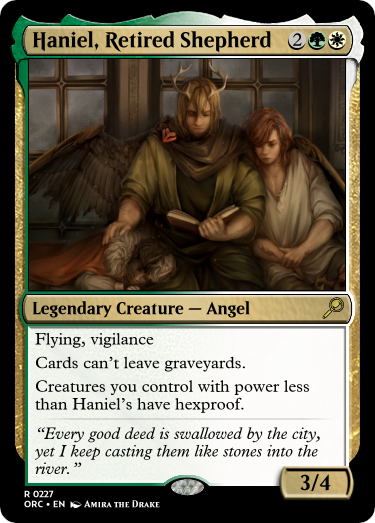 Haniel, Retired Shepherd 2
Legendary Creature — Angel
Flying, vigilance
Cards can’t leave graveyards.
Creatures you control with power less
than Haniel’s have hexproof.
“Every good deed is swallowed by the city,
yet I keep casting them like stones into the
river.”
3/4
R 0227
ORC • EN Amira the Drake